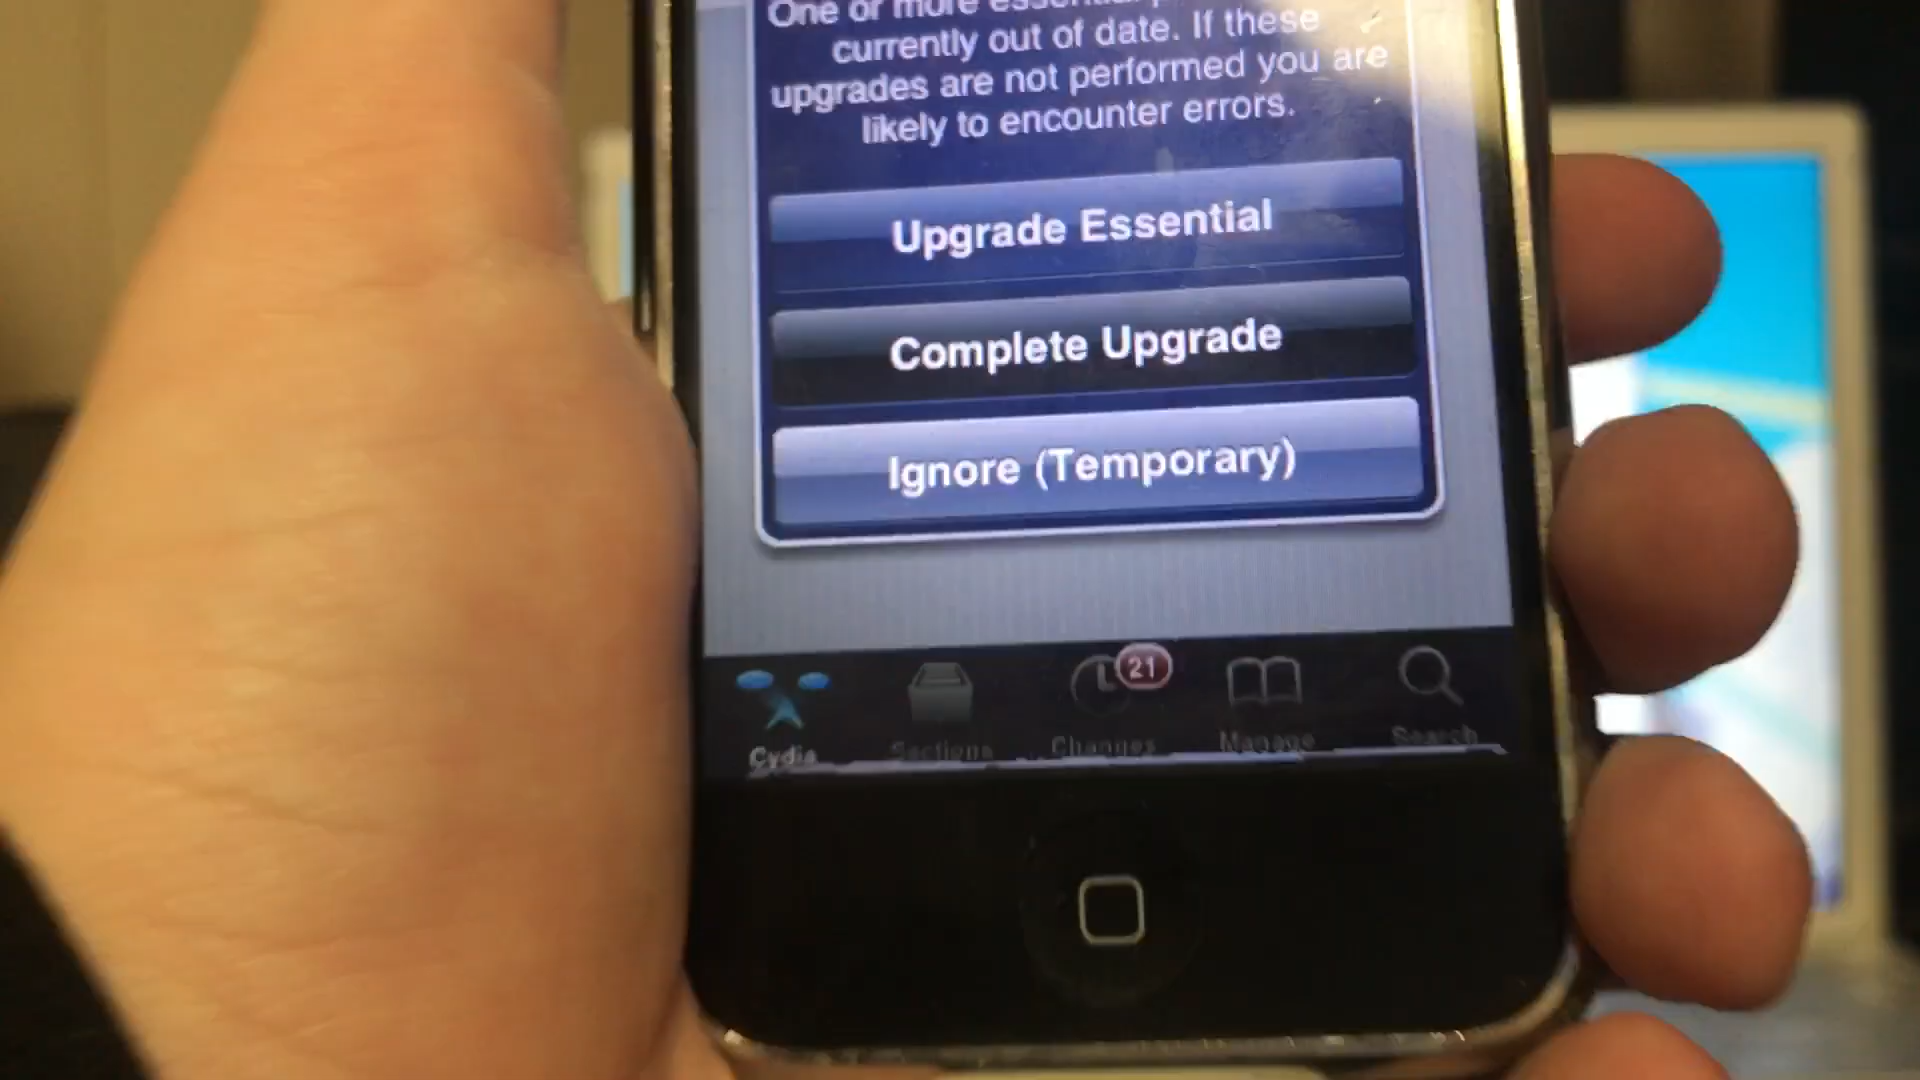 One or more
currently out of date. If these
upgrades are not performed you are
likely to encounter errors.
Upgrade Essential
Complete Upgrade
Ignore (Temporary)
21
Cydia Sections Changes Manage Search